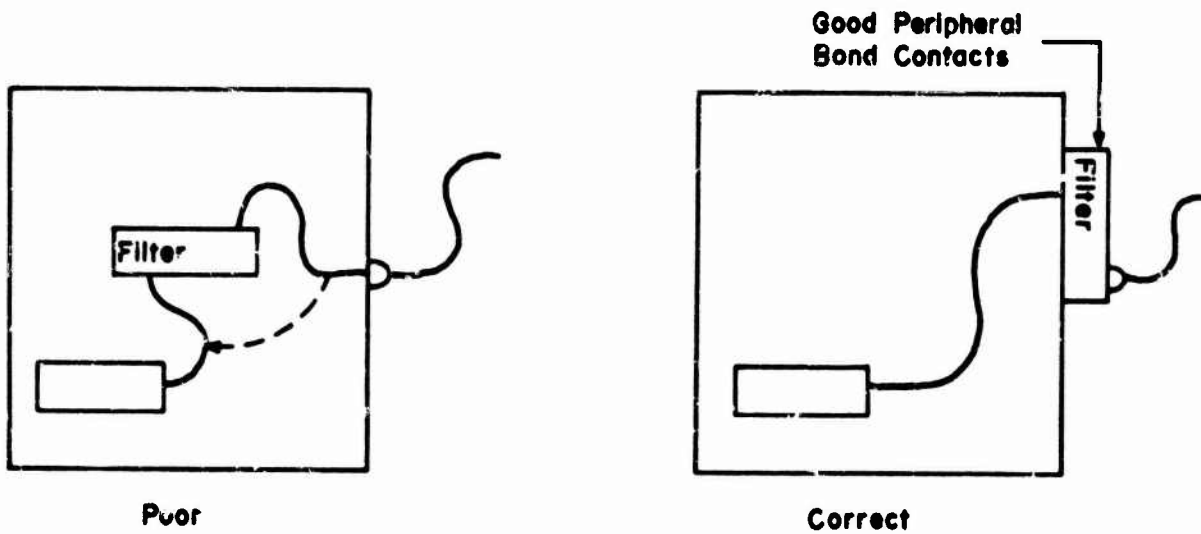 Good Peripheral
Bond Contacts
Filter
Filter
Poor
Correct